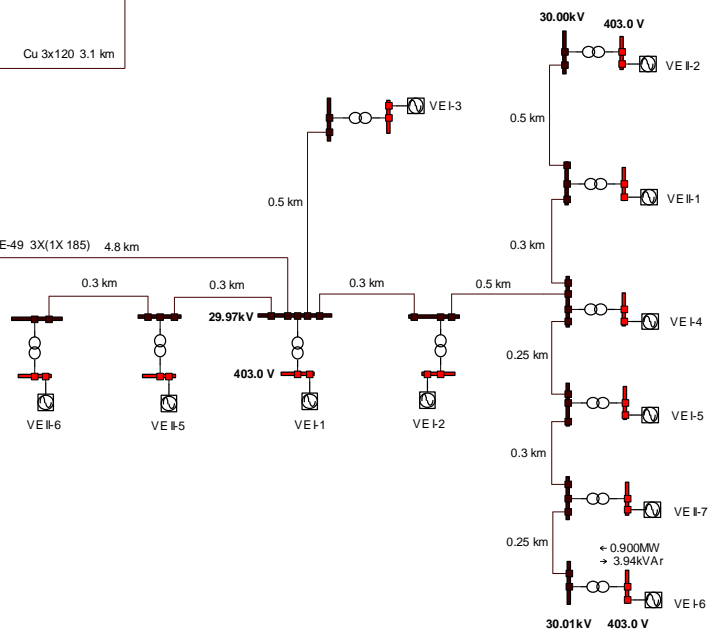 30.00kV
403.0 V
Cu 3x120 3.1 km
VE II-2
VE I-3
0.5 km
0.5 km
VE II-1
0.3 km
E-49 3X(1X 185) 4.8 km
0.3 km
0.3 km
0.3 km
0.5 km
29.97kV
VE I-4
0.25 km
403.0 V
VE II-6
VE II-5
VE I-1
VE I-2
VE I-5
0.3 km
VE II-7
0.25 km
← 0.900MW
→ 3.94kVAr
VE I-6
30.01kV
403.0 V